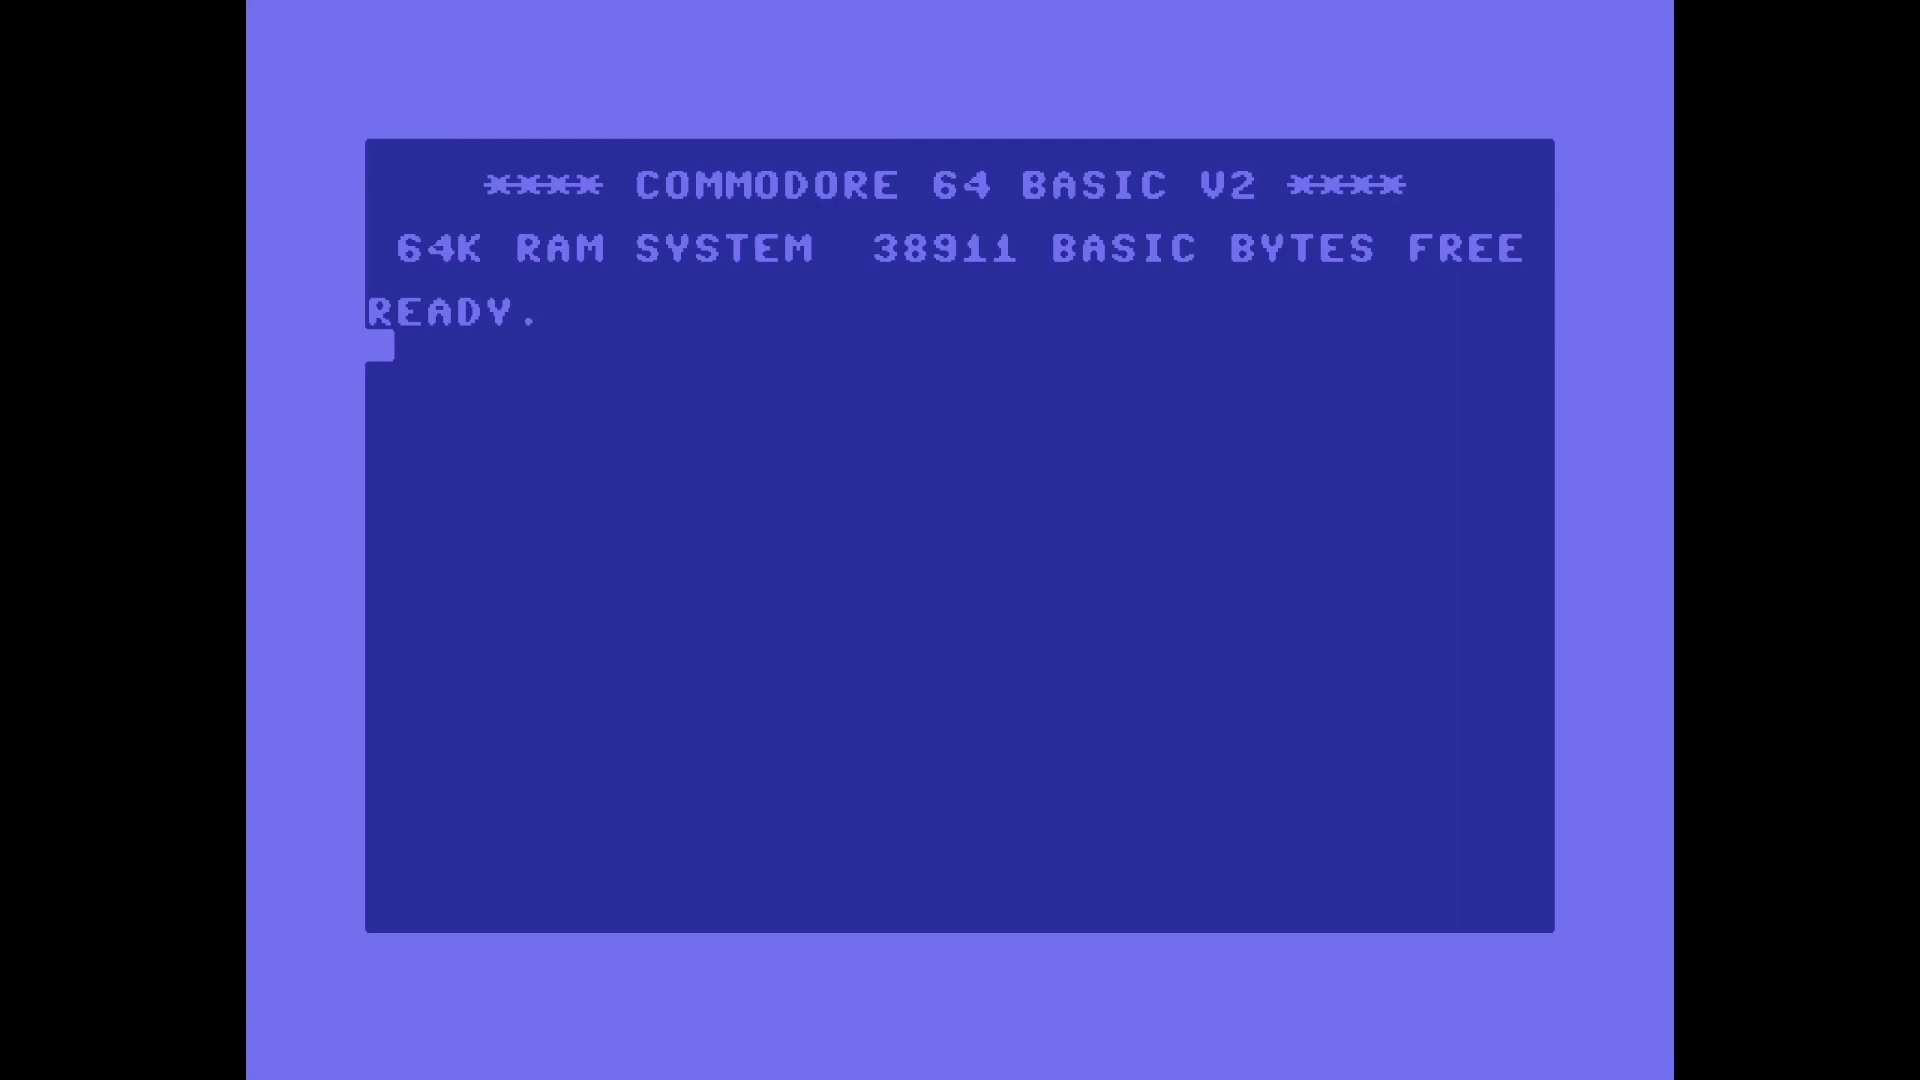 **** COMMODORE 64 BASIC V2 ****
64K RAM SYSTEM  38911 BASIC BYTES FREE
READY.